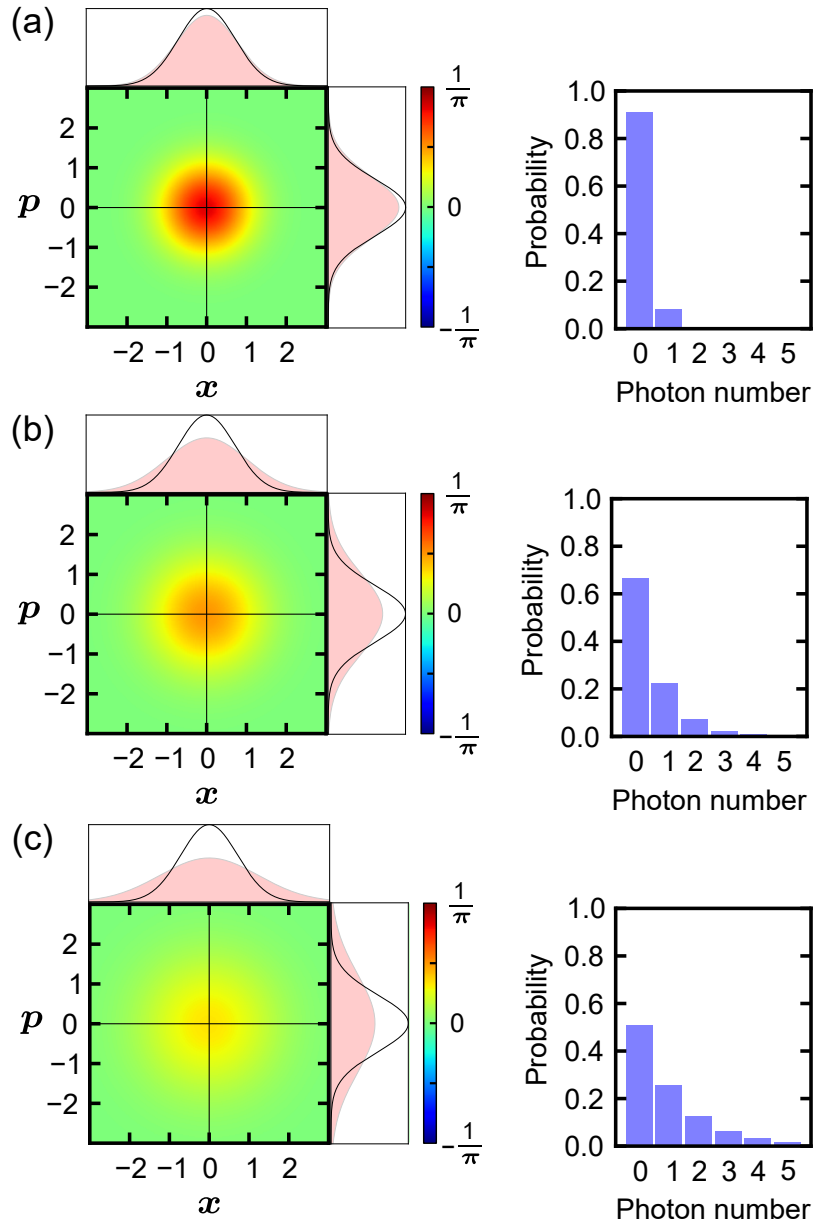 (a)
2
1
0
−1
−2
p
−2 −1 0 1 2
x
1/π
0
−1/π
1.0
0.8
0.6
0.4
0.2
0.0
Probability
0 1 2 3 4 5
Photon number
(b)
2
1
0
−1
−2
p
−2 −1 0 1 2
x
1/π
0
−1/π
1.0
0.8
0.6
0.4
0.2
0.0
Probability
0 1 2 3 4 5
Photon number
(c)
2
1
0
−1
−2
p
−2 −1 0 1 2
x
1/π
0
−1/π
1.0
0.8
0.6
0.4
0.2
0.0
Probability
0 1 2 3 4 5
Photon number